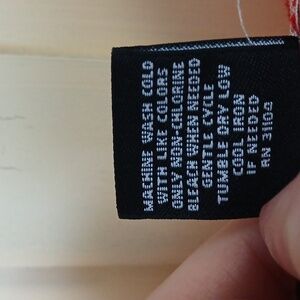 MACHINE WASH COLD
WITH LIKE COLORS
ONLY NON-CHLORINE
BLEACH WHEN NEEDED
GENTLE CYCLE
TUMBLE DRY LOW
COOL IRON
IF NEEDED
RN 31104